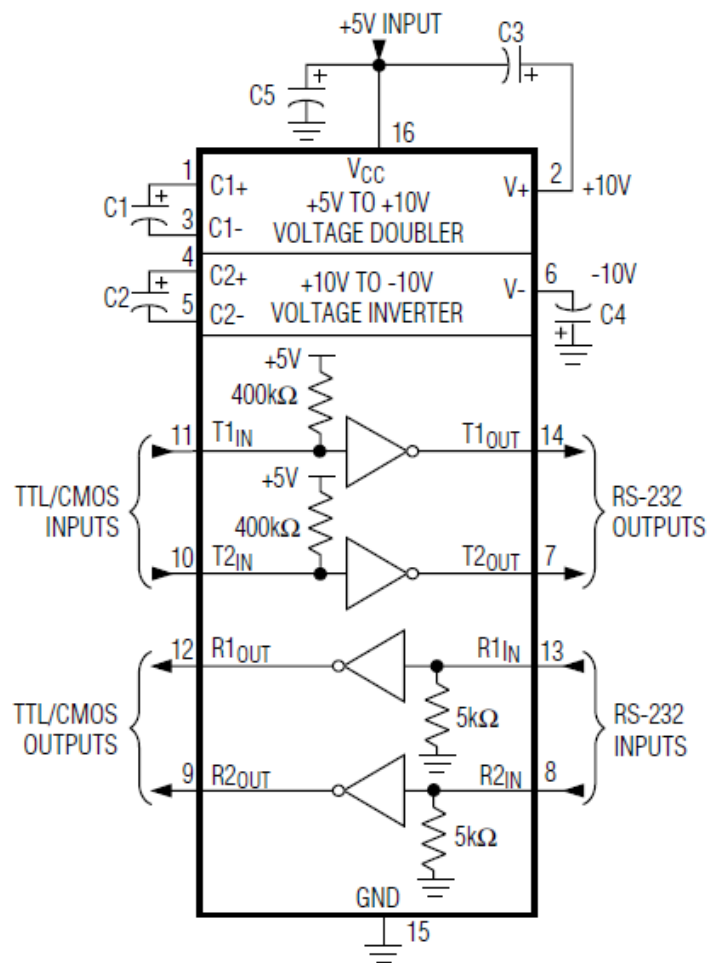 +5V INPUT
C3
C5
+
+
16
1
VCC
2
C1+
V+
+10V
C1
+
+5V TO +10V
3
C1-
VOLTAGE DOUBLER
4
C2+
6
-10V
C2
+
+10V TO -10V
V-
5
C2-
VOLTAGE INVERTER
+
C4
+5V
400kΩ
11
T1IN
T1OUT
14
+5V
TTL/CMOS
INPUTS
RS-232
OUTPUTS
400kΩ
10
T2IN
T2OUT
7
12
R1OUT
R1IN
13
TTL/CMOS
OUTPUTS
5kΩ
RS-232
INPUTS
9
R2OUT
R2IN
8
5kΩ
GND
15